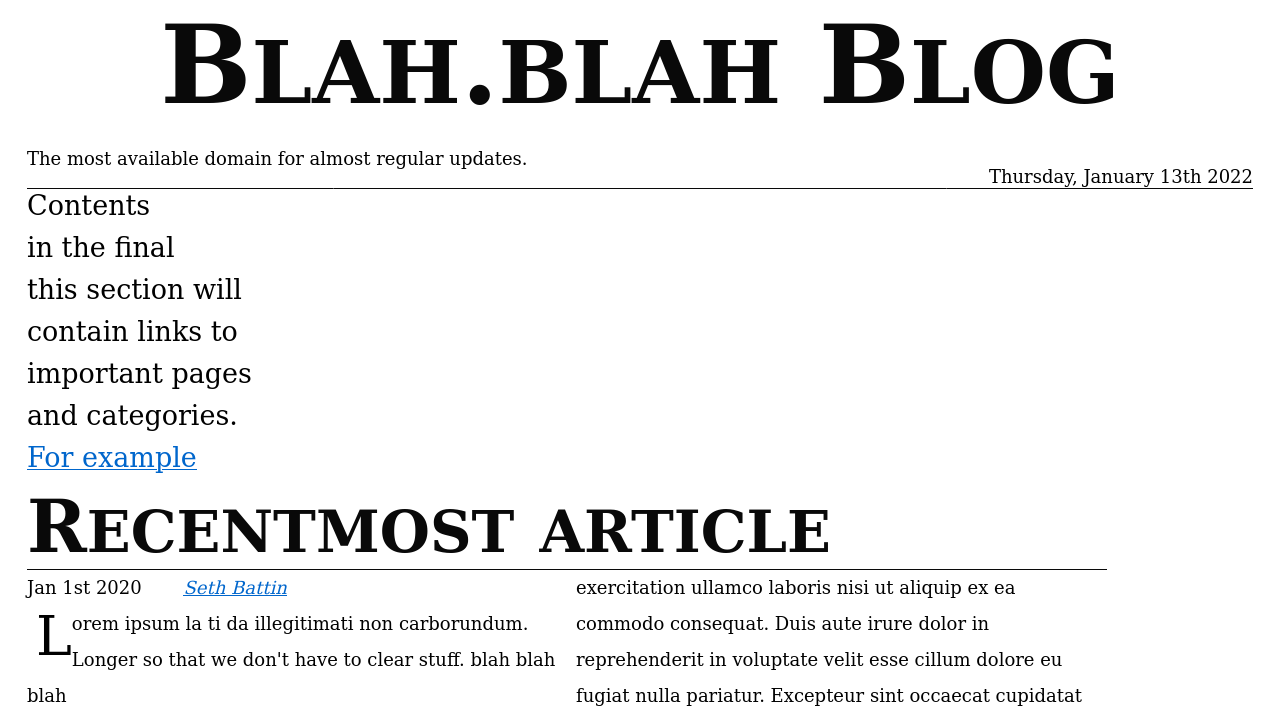 Blah.blah Blog
The most available domain for almost regular updates.
Thursday, January 13th 2022
Contents
in the final
this section will
contain links to
important pages
and categories.
For example
Recentmost article
Jan 1st 2020 Seth Battin
Lorem ipsum la ti da illegitimati non carborundum.
Longer so that we don't have to clear stuff. blah blah
blah
exercitation ullamco laboris nisi ut aliquip ex ea
commodo consequat. Duis aute irure dolor in
reprehenderit in voluptate velit esse cillum dolore eu
fugiat nulla pariatur. Excepteur sint occaecat cupidatat